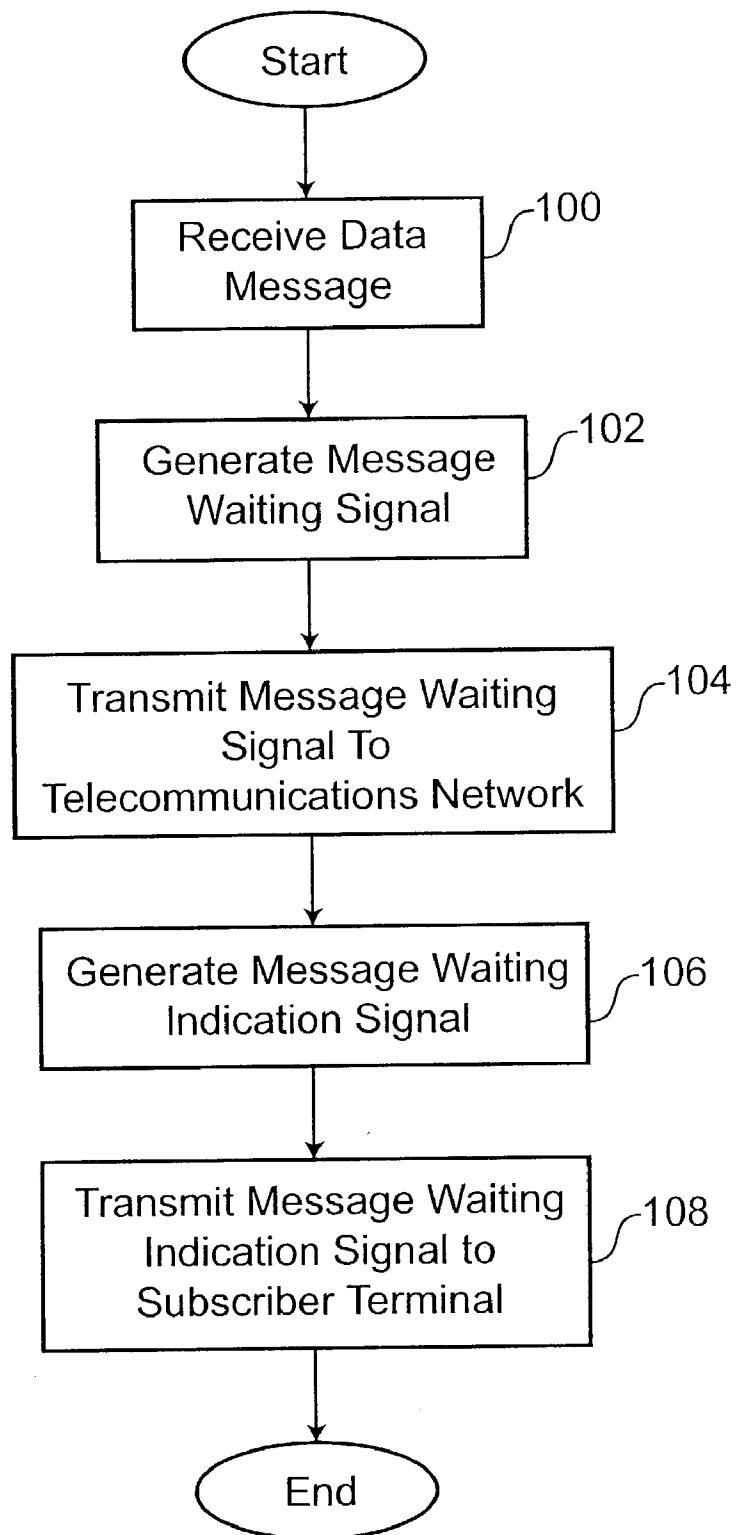 Start
100
Receive Data
Message
102
Generate Message
Waiting Signal
104
Transmit Message Waiting
Signal To
Telecommunications Network
106
Generate Message Waiting
Indication Signal
108
Transmit Message Waiting
Indication Signal to
Subscriber Terminal
End